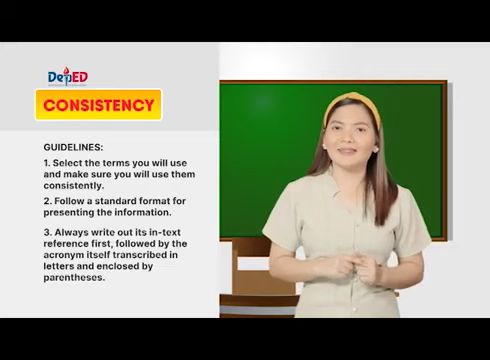 DepED
CONSISTENCY
GUIDELINES:
1. Select the terms you will use
and make sure you will use them
consistently.
2. Follow a standard format for
presenting the information.
3. Always write out its in-text
reference first, followed by the
acronym itself transcribed in
letters and enclosed by
parentheses.